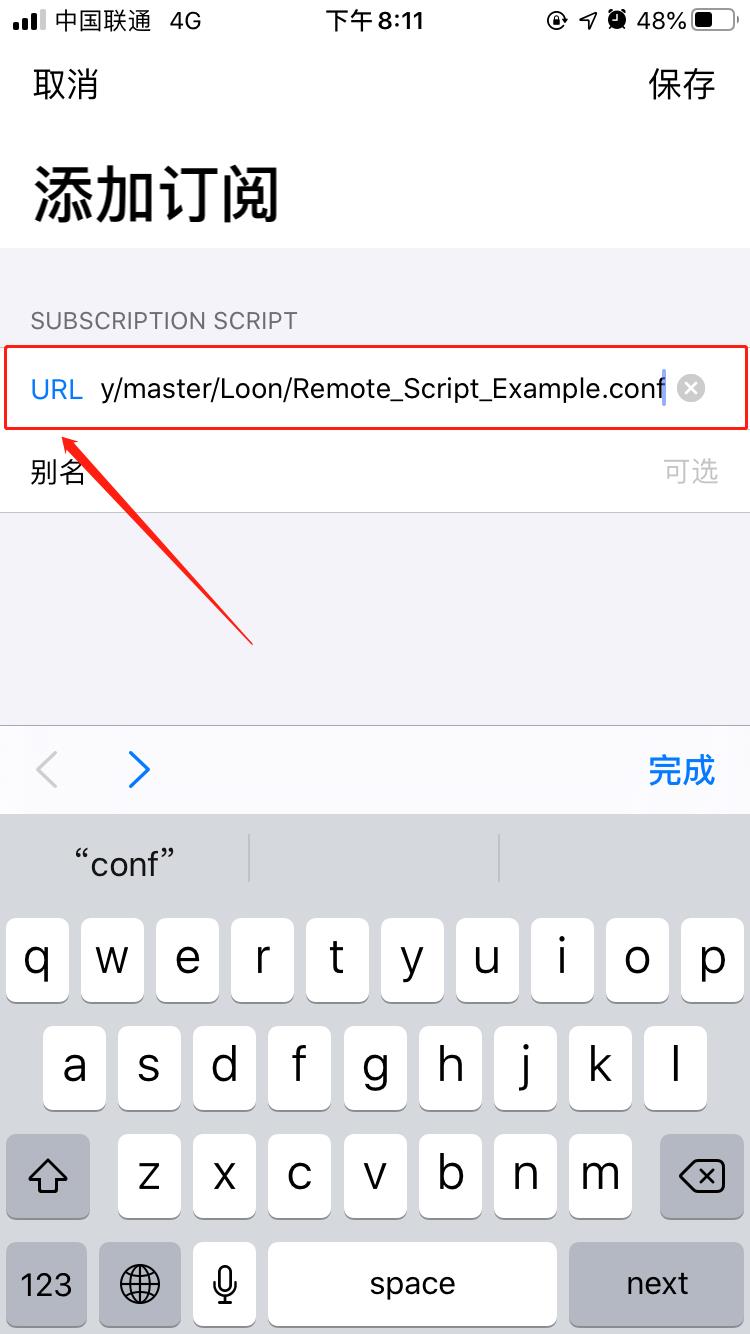 中国联通 4G 下午 8:11 48%
取消 保存
添加订阅
SUBSCRIPTION SCRIPT
URL y/master/Loon/Remote_Script_Example.conf
别名 可选
完成
“conf”
q w e r t y u i o p
a s d f g h j k l
z x c v b n m
123 space next